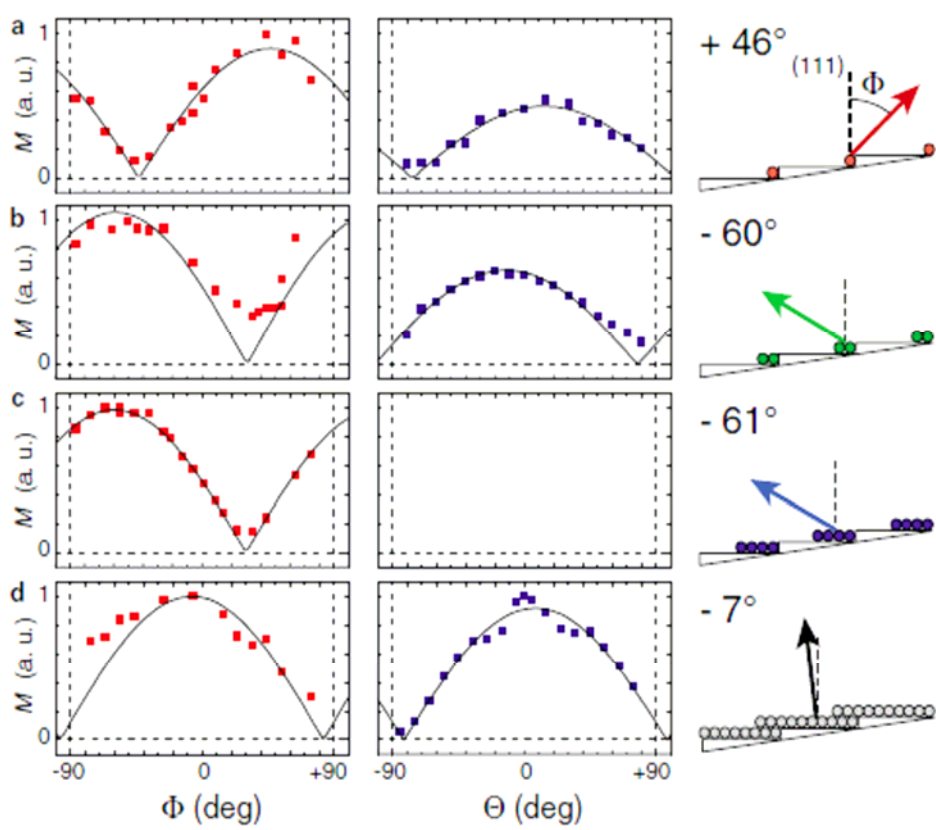 a
1
0
M (a. u.)
+ 46°
(111)
Φ
b
1
0
M (a. u.)
- 60°
c
1
0
M (a. u.)
- 61°
d
1
0
M (a. u.)
- 7°
-90 0 +90
-90 0 +90
Φ (deg)
Θ (deg)